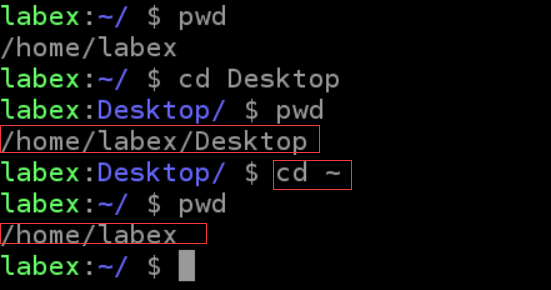 labex:~/ $ pwd
/home/labex
labex:~/ $ cd Desktop
labex:Desktop/ $ pwd
/home/labex/Desktop
labex:Desktop/ $ cd ~
labex:~/ $ pwd
/home/labex
labex:~/ $